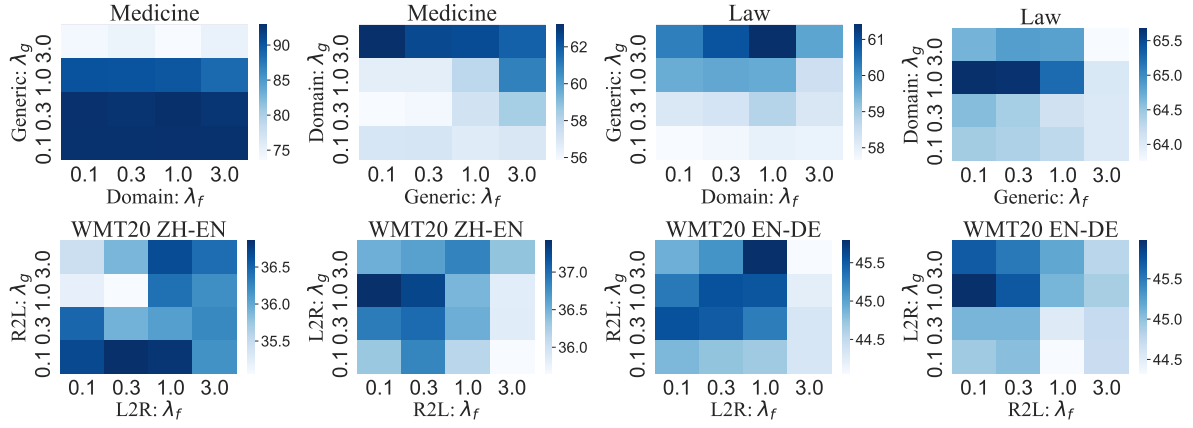 Medicine
Generic: λg
3.0
1.0
0.3
0.1
0.1 0.3 1.0 3.0
Domain: λf
90
85
80
75
Medicine
Domain: λg
3.0
1.0
0.3
0.1
0.1 0.3 1.0 3.0
Generic: λf
62
60
58
56
Law
Generic: λg
3.0
1.0
0.3
0.1
0.1 0.3 1.0 3.0
Domain: λf
61
60
59
58
Law
Domain: λg
3.0
1.0
0.3
0.1
0.1 0.3 1.0 3.0
Generic: λf
65.5
65.0
64.5
64.0
WMT20 ZH-EN
R2L: λg
3.0
1.0
0.3
0.1
0.1 0.3 1.0 3.0
L2R: λf
36.5
36.0
35.5
WMT20 ZH-EN
L2R: λg
3.0
1.0
0.3
0.1
0.1 0.3 1.0 3.0
R2L: λf
37.0
36.5
36.0
WMT20 EN-DE
R2L: λg
3.0
1.0
0.3
0.1
0.1 0.3 1.0 3.0
L2R: λf
45.5
45.0
44.5
WMT20 EN-DE
L2R: λg
3.0
1.0
0.3
0.1
0.1 0.3 1.0 3.0
R2L: λf
45.5
45.0
44.5